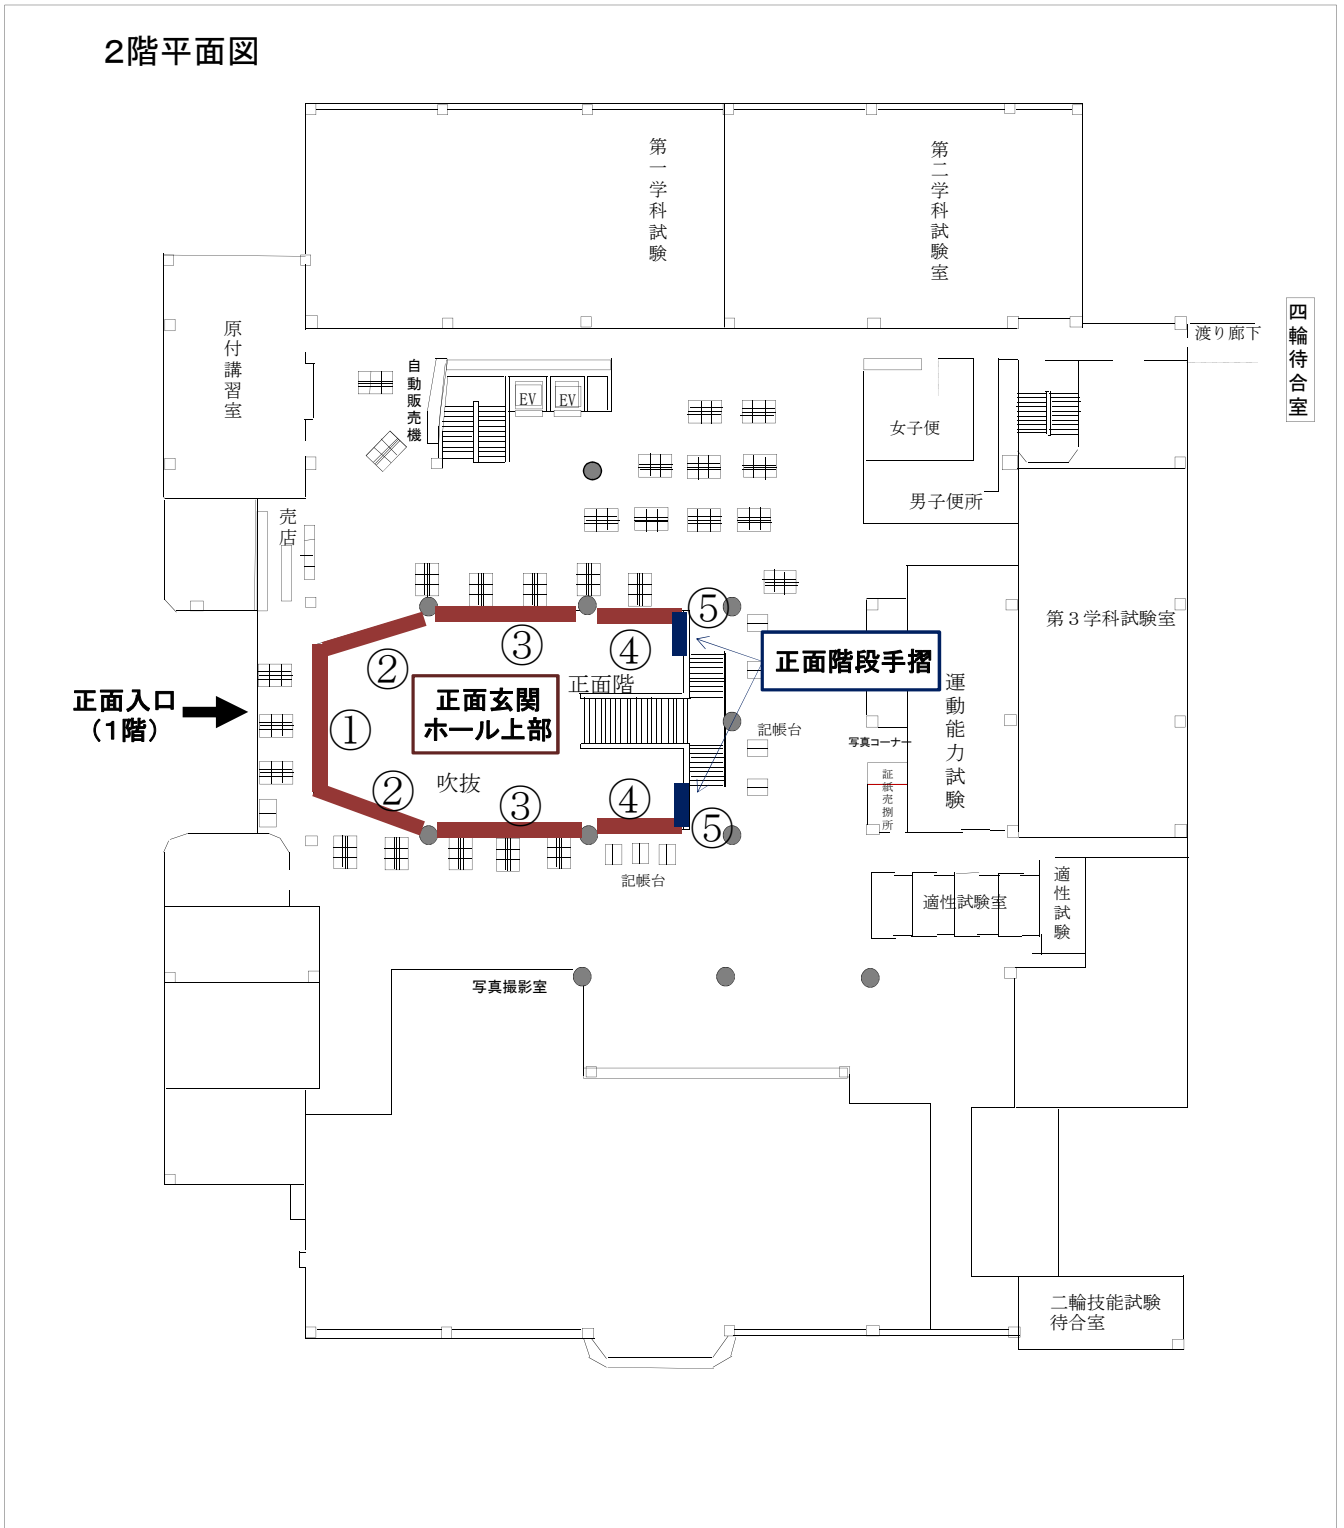 ２階平面図
第一学科試験
第二学科試験室
四輪待合室
渡り廊下
原付講習室
自動販売機
EV
EV
女子便
男子便所
売店
第３学科試験室
⑤
③
④
②
正面階段手摺
正面階
運動能力試験
正面入口
（１階）
正面玄関
ホール上部
①
記帳台
写真コーナー
証紙売捌所
吹抜
②
③
④
⑤
記帳台
適性試験室
適性試験
写真撮影室
二輪技能試験
待合室